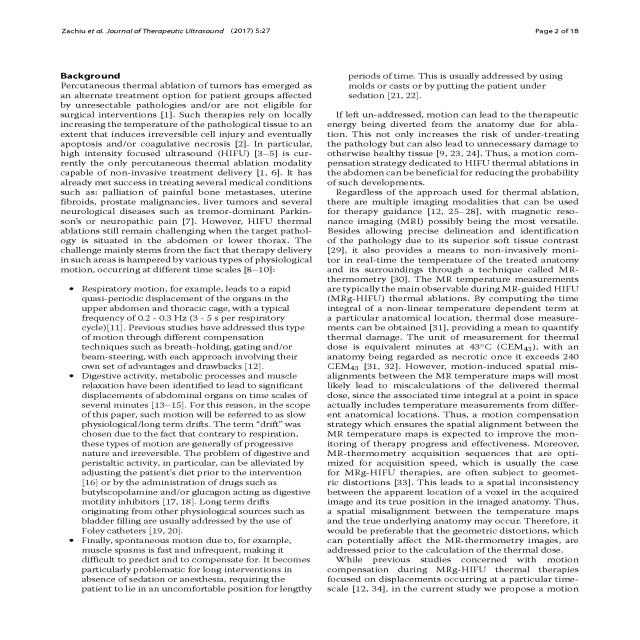 Zachiu et al. Journal of Therapeutic Ultrasound (2017) 5:27
Page 2 of 18
Background
Percutaneous thermal ablation of tumors has emerged as
an alternate treatment option for patient groups affected
by unresectable pathologies and/or are not eligible for
surgical interventions [1]. Such therapies rely on locally
increasing the temperature of the pathological tissue to an
extent that induces irreversible cell injury and eventually
apoptosis and/or coagulative necrosis [2]. In particular,
high intensity focused ultrasound (HIFU) [3–5] is cur-
rently the only percutaneous thermal ablation modality
capable of non-invasive treatment delivery [1, 6]. It has
already met success in treating several medical conditions
such as: palliation of painful bone metastases, uterine
fibroids, prostate malignancies, liver tumors and several
neurological diseases such as tremor-dominant Parkin-
son's or neuropathic pain [7]. However, HIFU thermal
ablations still remain challenging when the target pathol-
ogy is situated in the abdomen or lower thorax. The
challenge mainly stems from the fact that therapy delivery
in such areas is hampered by various types of physiological
motion, occurring at different time scales [8–10]:
• Respiratory motion, for example, leads to a rapid
quasi-periodic displacement of the organs in the
upper abdomen and thoracic cage, with a typical
frequency of 0.2 - 0.3 Hz (3 - 5 s per respiratory
cycle)[11]. Previous studies have addressed this type
of motion through different compensation
techniques such as breath-holding, gating and/or
beam-steering, with each approach involving their
own set of advantages and drawbacks [12].
• Digestive activity, metabolic processes and muscle
relaxation have been identified to lead to significant
displacements of abdominal organs on time scales of
several minutes [13–15]. For this reason, in the scope
of this paper, such motion will be referred to as slow
physiological/long term drifts. The term “drift” was
chosen due to the fact that contrary to respiration,
these types of motion are generally of progressive
nature and irreversible. The problem of digestive and
peristaltic activity, in particular, can be alleviated by
adjusting the patient's diet prior to the intervention
[16] or by the administration of drugs such as
butylscopolamine and/or glucagon acting as digestive
motility inhibitors [17, 18]. Long term drifts
originating from other physiological sources such as
bladder filling are usually addressed by the use of
Foley catheters [19, 20].
• Finally, spontaneous motion due to, for example,
muscle spasms is fast and infrequent, making it
difficult to predict and to compensate for. It becomes
particularly problematic for long interventions in
absence of sedation or anesthesia, requiring the
patient to lie in an uncomfortable position for lengthy
periods of time. This is usually addressed by using
molds or casts or by putting the patient under
sedation [21, 22].
If left un-addressed, motion can lead to the therapeutic
energy being diverted from the anatomy due for abla-
tion. This not only increases the risk of under-treating
the pathology but can also lead to unnecessary damage to
otherwise healthy tissue [9, 23, 24]. Thus, a motion com-
pensation strategy dedicated to HIFU thermal ablations in
the abdomen can be beneficial for reducing the probability
of such developments.
Regardless of the approach used for thermal ablation,
there are multiple imaging modalities that can be used
for therapy guidance [12, 25–28], with magnetic reso-
nance imaging (MRI) possibly being the most versatile.
Besides allowing precise delineation and identification
of the pathology due to its superior soft tissue contrast
[29], it also provides a means to non-invasively moni-
tor in real-time the temperature of the treated anatomy
and its surroundings through a technique called MR-
thermometry [30]. The MR temperature measurements
are typically the main observable during MR-guided HIFU
(MRg-HIFU) thermal ablations. By computing the time
integral of a non-linear temperature dependent term at
a particular anatomical location, thermal dose measure-
ments can be obtained [31], providing a mean to quantify
thermal damage. The unit of measurement for thermal
dose is equivalent minutes at 43°C (CEM43), with an
anatomy being regarded as necrotic once it exceeds 240
CEM43 [31, 32]. However, motion-induced spatial mis-
alignments between the MR temperature maps will most
likely lead to miscalculations of the delivered thermal
dose, since the associated time integral at a point in space
actually includes temperature measurements from differ-
ent anatomical locations. Thus, a motion compensation
strategy which ensures the spatial alignment between the
MR temperature maps is expected to improve the mon-
itoring of therapy progress and effectiveness. Moreover,
MR-thermometry acquisition sequences that are opti-
mized for acquisition speed, which is usually the case
for MRg-HIFU therapies, are often subject to geomet-
ric distortions [33]. This leads to a spatial inconsistency
between the apparent location of a voxel in the acquired
image and its true position in the imaged anatomy. Thus,
a spatial misalignment between the temperature maps
and the true underlying anatomy may occur. Therefore, it
would be preferable that the geometric distortions, which
can potentially affect the MR-thermometry images, are
addressed prior to the calculation of the thermal dose.
While previous studies concerned with motion
compensation during MRg-HIFU thermal therapies
focused on displacements occurring at a particular time-
scale [12, 34], in the current study we propose a motion